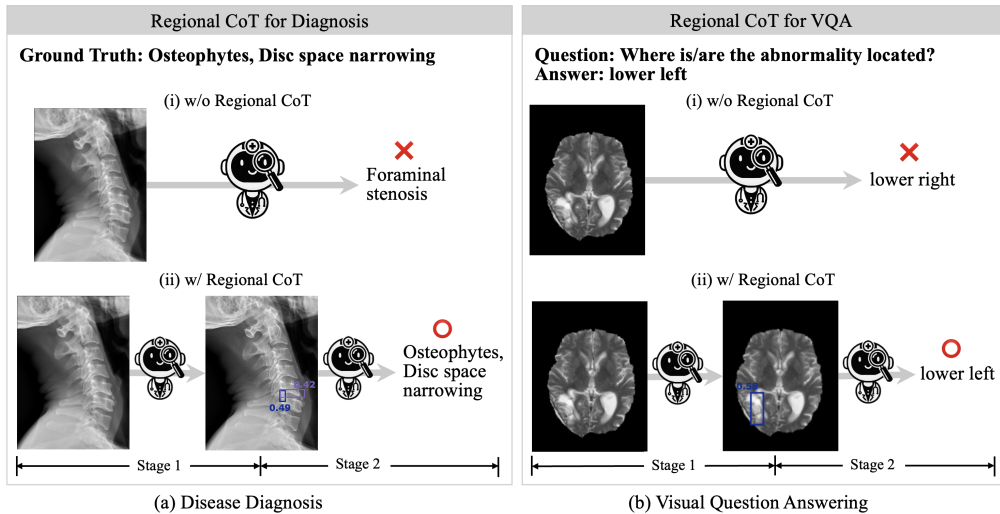 Regional CoT for Diagnosis
Ground Truth: Osteophytes, Disc space narrowing
(i) w/o Regional CoT
Foraminal
stenosis
(ii) w/ Regional CoT
0.42
0.49
Osteophytes,
Disc space
narrowing
Stage 1
Stage 2
(a) Disease Diagnosis
Regional CoT for VQA
Question: Where is/are the abnormality located?
Answer: lower left
(i) w/o Regional CoT
lower right
(ii) w/ Regional CoT
lower left
Stage 1
Stage 2
(b) Visual Question Answering